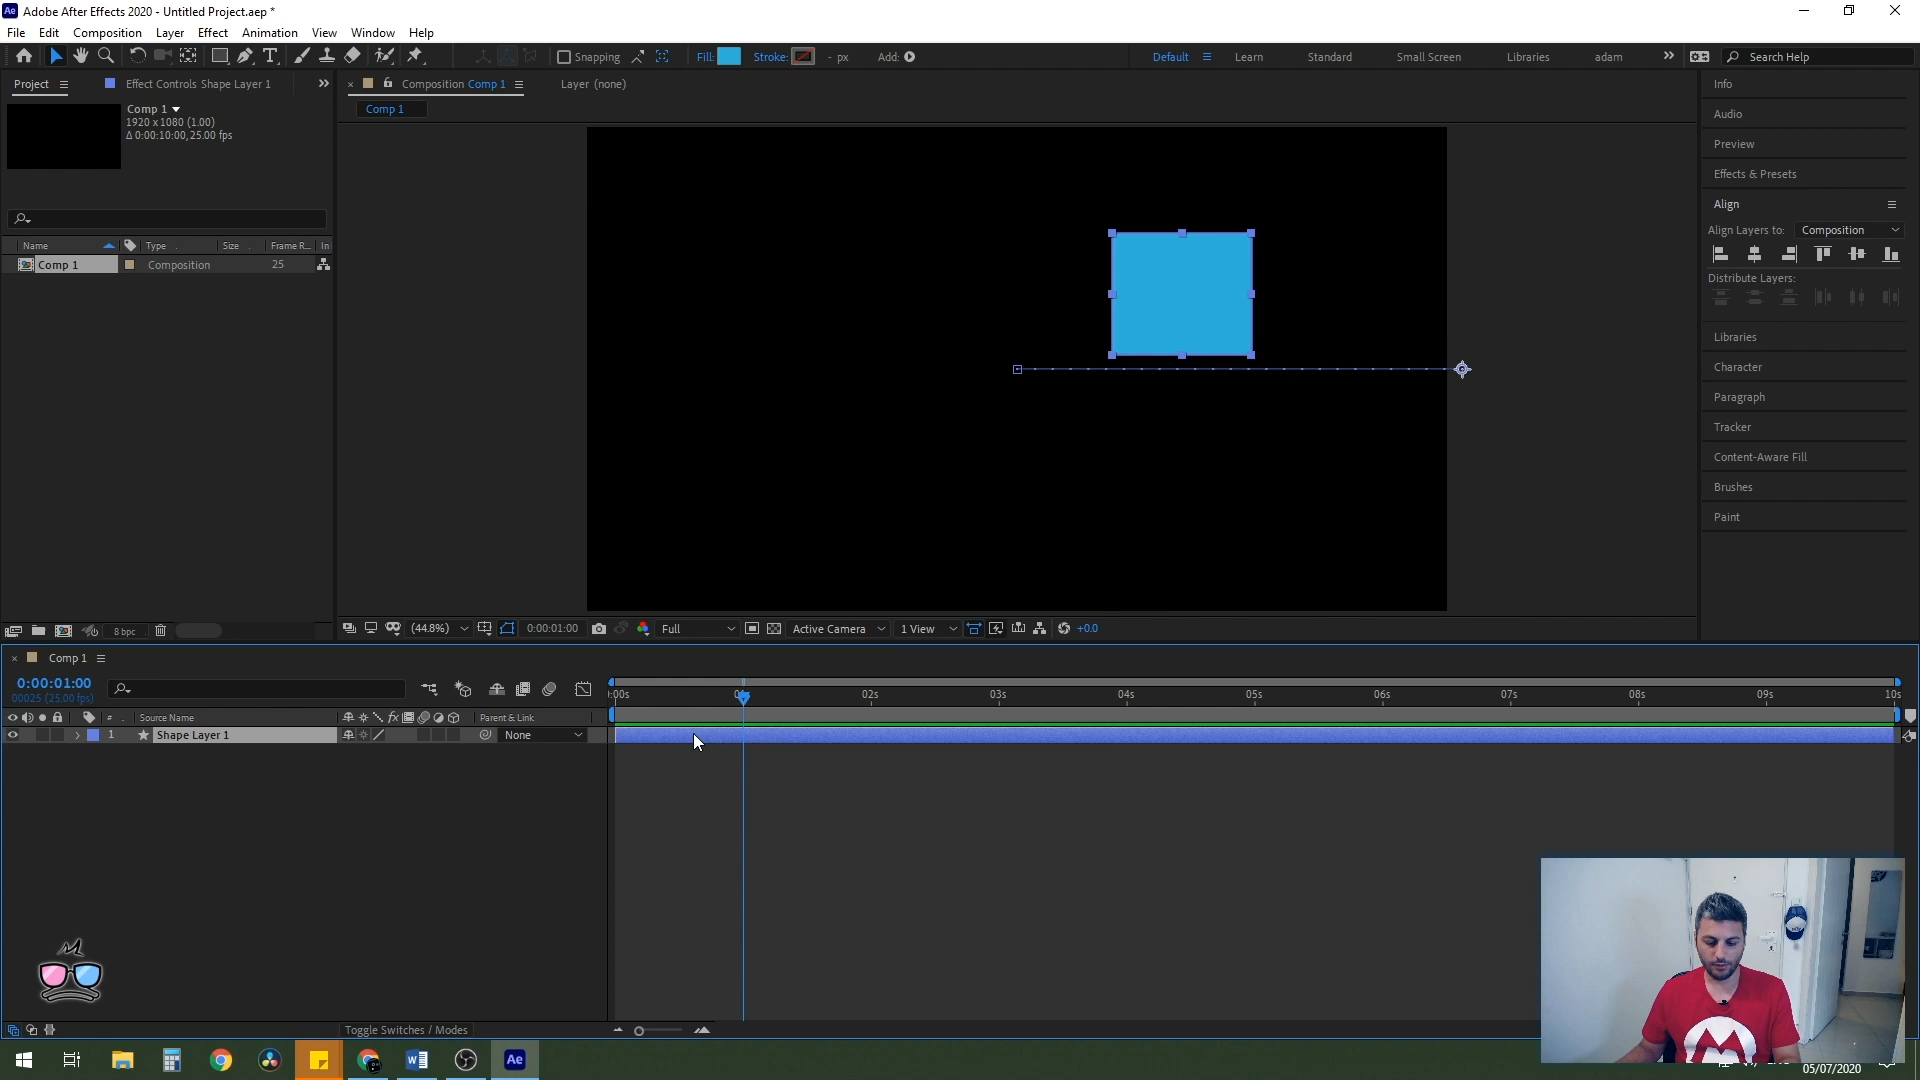 Ae Adobe After Effects 2020 - Untitled Project.aep *
File Edit Composition Layer Effect Animation View Window Help
Snapping Fill: Stroke: - px Add: Default Learn Standard Small Screen Libraries adam Search Help
Project Effect Controls Shape Layer 1 Composition Comp 1 Layer (none)
Comp 1
1920 x 1080 (1.00)
Δ 0:00:10:00, 25.00 fps
Comp 1
Name Type Size Frame R... In
Comp 1 Composition 25
Info
Audio
Preview
Effects & Presets
Align
Align Layers to: Composition
Distribute Layers:
Libraries
Character
Paragraph
Tracker
Content-Aware Fill
Brushes
Paint
8 bpc
(44.8%) 0:00:01:00 Full Active Camera 1 View +0.0
Comp 1
0:00:01:00
00025 (25.00 fps)
):00s 02s 03s 04s 05s 06s 07s 08s 09s 10s
# Source Name fx Parent & Link
1 Shape Layer 1 None
Toggle Switches / Modes
M
Ae
05/07/2020